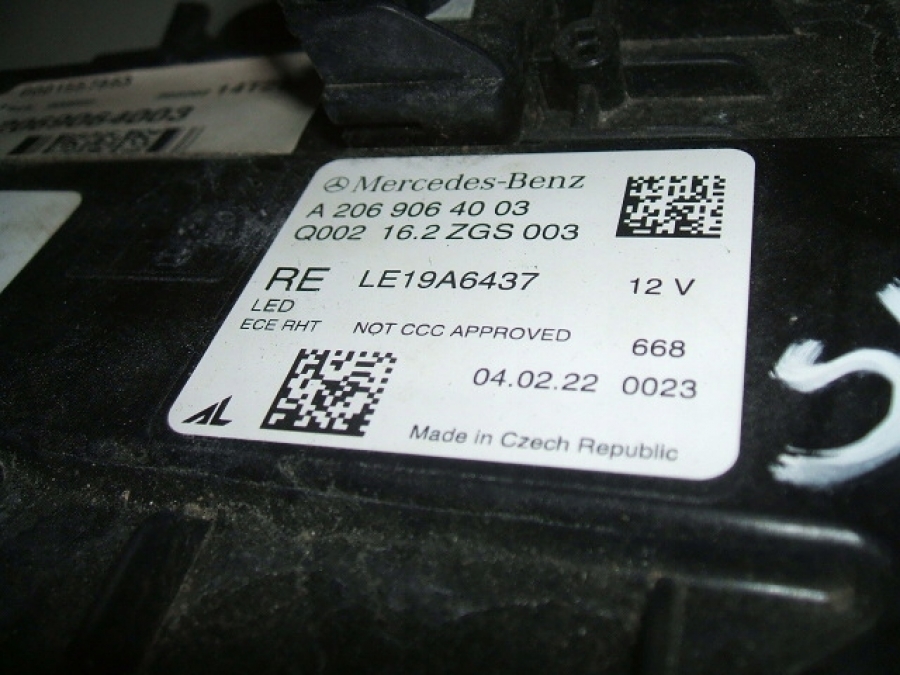 2069064003
Mercedes-Benz
A 206 906 40 03
Q002 16.2 ZGS 003
RE LE19A6437 12 V
LED
ECE RHT NOT CCC APPROVED 668
04.02.22 0023
AL
Made in Czech Republic